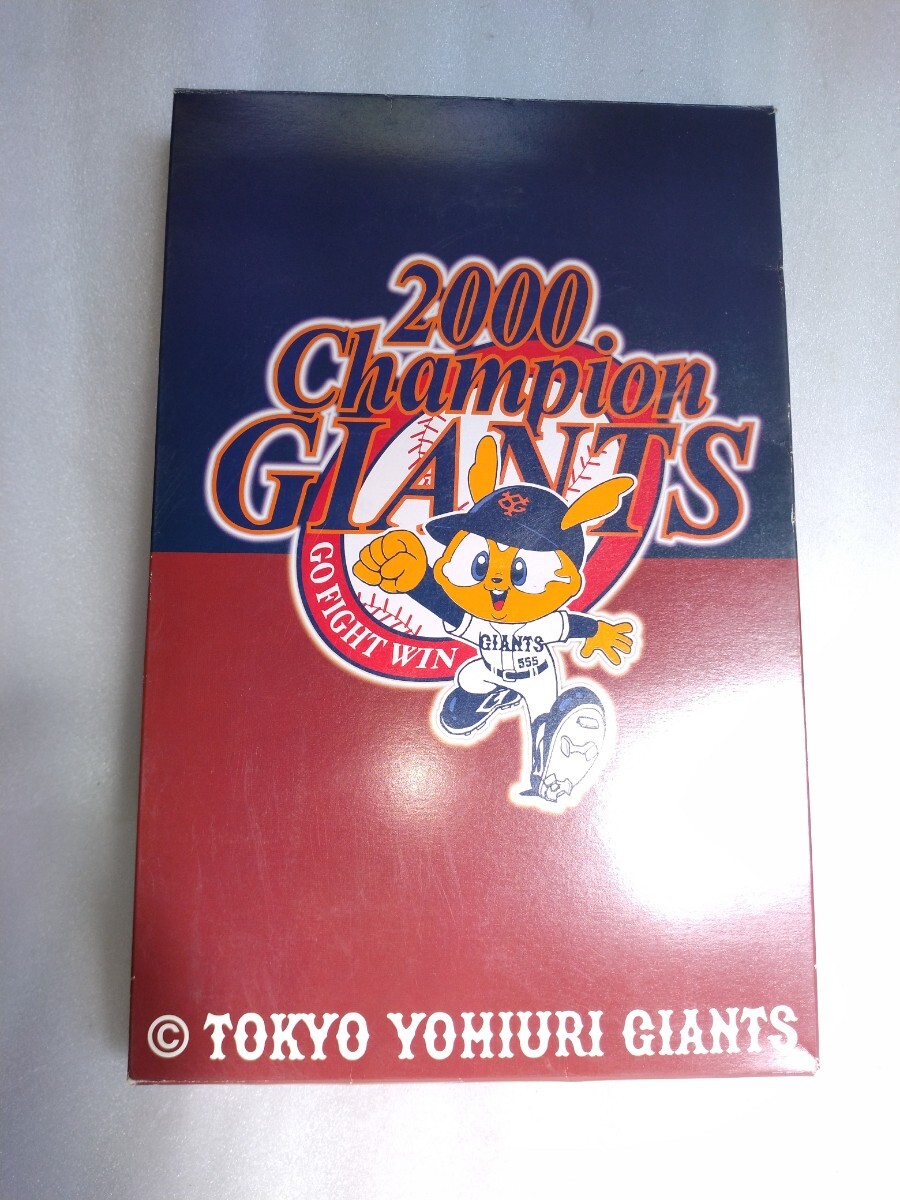 2000
Champion
GIANTS
GO FIGHT WIN
GIANTS
555
© TOKYO YOMIURI GIANTS